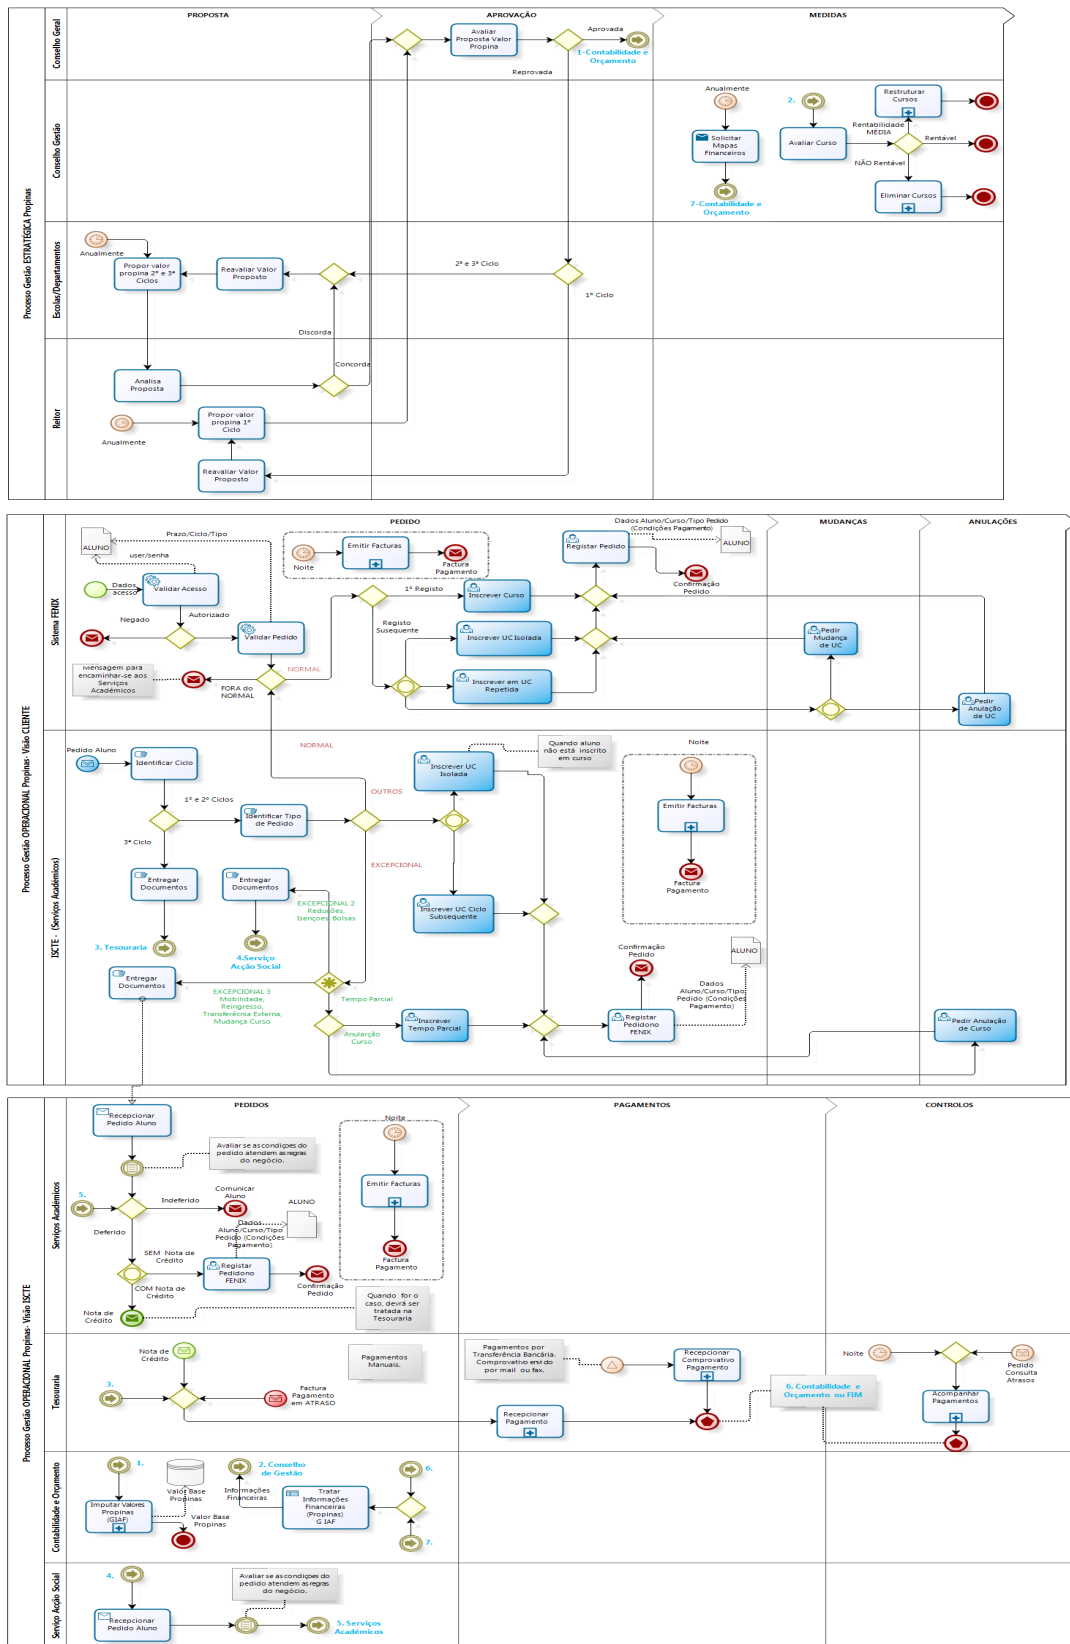 PROPOSTA
APROVAÇÃO
MEDIDAS
Processo Gestão ESTRATÉGICA Propinas
Conselho Geral
Avaliar
Proposta Valor
Propina
Aprovada
1-Contabilidade e
Orçamento
Reprovada
Conselho Gestão
Anualmente
Solicitar
Mapas
Financeiros
7-Contabilidade e
Orçamento
2.
Avaliar Curso
Restruturar
Cursos
Rentabilidade
MÉDIA
Rentável
NÃO Rentável
Eliminar Cursos
Escolas/Departamentos
Anualmente
Propor valor
propina 2º e 3º
Ciclos
Reavaliar Valor
Proposto
2º e 3º Ciclo
1º Ciclo
Discorda
Reitor
Concorda
Analisa
Proposta
Anualmente
Propor valor
propina 1º
Ciclo
Reavaliar Valor
Proposto
PEDIDO
MUDANÇAS
ANULAÇÕES
Processo Gestão OPERACIONAL Propinas- Visão CLIENTE
Sistema FENIX
ALUNO
Prazo/Ciclo/Tipo
user/senha
Dados
acesso
Validar Acesso
Negado
Autorizado
Validar Pedido
Mensagem para
encaminhar-se aos
Serviços
Académicos
FORA do
NORMAL
NORMAL
Noite
Emitir Facturas
Factura
Pagamento
1º Registo
Inscrever Curso
Registo
Susequente
Inscrever UC Isolada
Inscrever em UC
Repetida
Registar Pedido
Dados Aluno/Curso/Tipo Pedido
(Condições Pagamento)
ALUNO
Confirmação
Pedido
Pedir
Mudança
de UC
Pedir
Anulação
de UC
ISCTE - (Serviços Académicos)
Pedido Aluno
Identificar Ciclo
NORMAL
1º e 2º Ciclos
Identificar Tipo
de Pedido
OUTROS
3ª Ciclo
EXCEPCIONAL
Entregar
Documentos
3. Tesouraria
Entregar
Documentos
4.Serviço
Acção Social
EXCEPCIONAL 2
Reduções,
Isenções, Bolsas
Entregar
Documentos
EXCEPCIONAL 3
Mobilidade,
Reingresso,
Transferêcnia Externa,
Mudança Curso
Tempo Parcial
Anularção
Curso
Inscrever
Tempo Parcial
Inscrever UC
Isolada
Quando aluno
não está inscrito
em curso
Inscrever UC Ciclo
Subsequente
Noite
Emitir Facturas
Factura
Pagamento
Confirmação
Pedido
ALUNO
Dados
Aluno/Curso/Tipo
Pedido (Condições
Pagamento)
Registar
Pedidono
FENIX
Pedir Anulação
de Curso
PEDIDOS
PAGAMENTOS
CONTROLOS
Processo Gestão OPERACIONAL Propinas- Visão ISCTE
Serviços Académicos
Recepcionar
Pedido Aluno
Avaliar se as condiçoes do
pedido atendem as regras
do negócio.
5.
Indeferido
Comunicar
Aluno
Deferido
ALUNO
Dados
Aluno/Curso/Tipo
Pedido (Condições
Pagamento)
SEM Nota de
Crédito
Registar
Pedidono
FENIX
Confirmação
Pedido
COM Nota de
Crédito
Nota de
Crédito
Quando for o
caso, devrá ser
tratada na
Tesouraria
Noite
Emitir Facturas
Factura
Pagamento
Tesouraria
Nota de
Crédito
3.
Factura
Pagamento
em ATRASO
Pagamentos
Manuais.
Pagamentos por
Transferência Bancária.
Comprovativo enviado
por mail ou fax.
Recepcionar
Comprovativo
Pagamento
Recepcionar
Pagamento
6. Contabilidade e
Orçamento ou FIM
Noite
Pedido
Consulta
Atrasos
Acompanhar
Pagamentos
Contabilidade e Orçamento
1.
Imputar Valores
Propinas
(GIAF)
Valor Base
Propinas
Valor Base
Propinas
2. Conselho
de Gestão
Informações
Financeiras
Tratar
Informações
Financeiras
(Propinas)
G IAF
6.
7.
Serviço Acção Social
4.
Recepcionar
Pedido Aluno
Avaliar se as condiçoes do
pedido atendem as regras
do negócio.
5. Serviços
Académicos